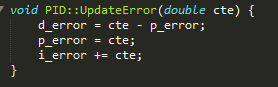 void PID::UpdateError(double cte) {
    d_error = cte - p_error;
    p_error = cte;
    i_error += cte;
}